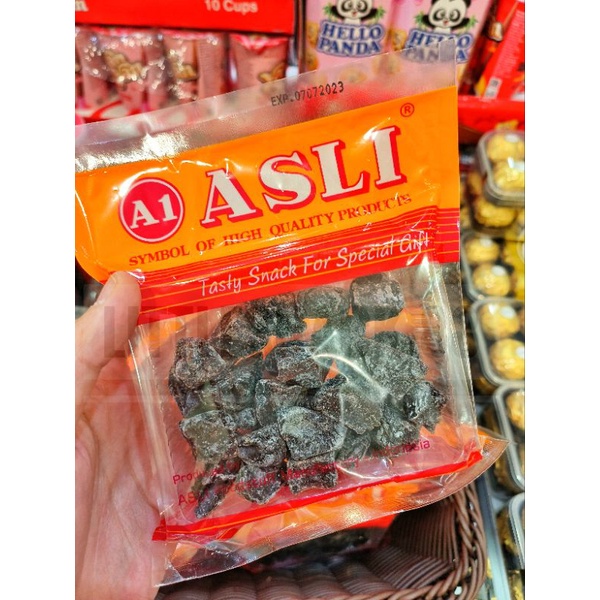 10 Cups
HELLO
PANDA
HELLO
PANDA
EXP.07072023
A1 ASLI ®
SYMBOL OF HIGH QUALITY PRODUCTS
Tasty Snack For Special Gift